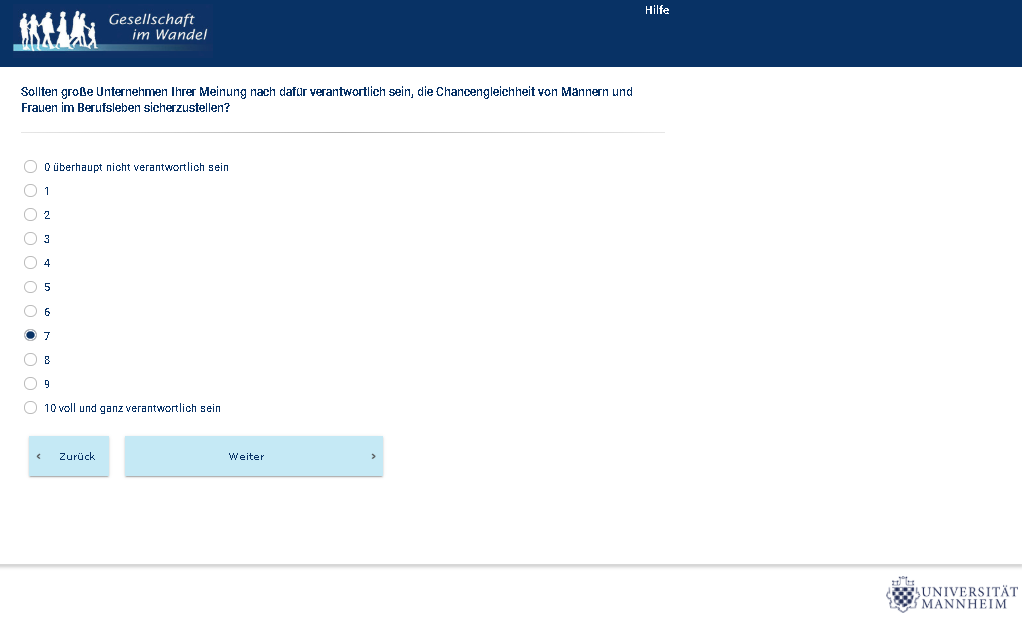 Gesellschaft
im Wandel
Hilfe
Sollten große Unternehmen Ihrer Meinung nach dafür verantwortlich sein, die Chancengleichheit von Männern und
Frauen im Berufsleben sicherzustellen?
0 überhaupt nicht verantwortlich sein
1
2
3
4
5
6
7
8
9
10 voll und ganz verantwortlich sein
‹ Zurück
Weiter ›
UNIVERSITÄT
MANNHEIM